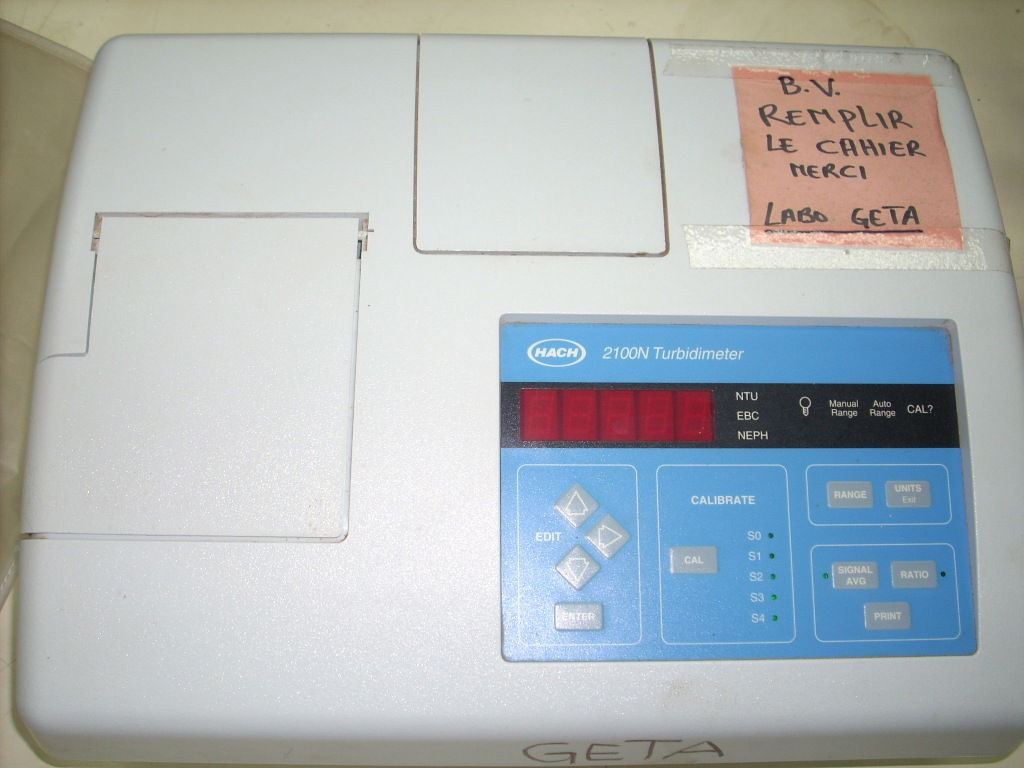 B.V.
REMPLIR
LE CAHIER
MERCI
LABO GETA
HACH 2100N Turbidimeter
NTU
EBC
NEPH
Manual Range
Auto Range
CAL?
EDIT
ENTER
CALIBRATE
CAL
S0
S1
S2
S3
S4
RANGE
UNITS
Exit
SIGNAL AVG
RATIO
PRINT
GETA